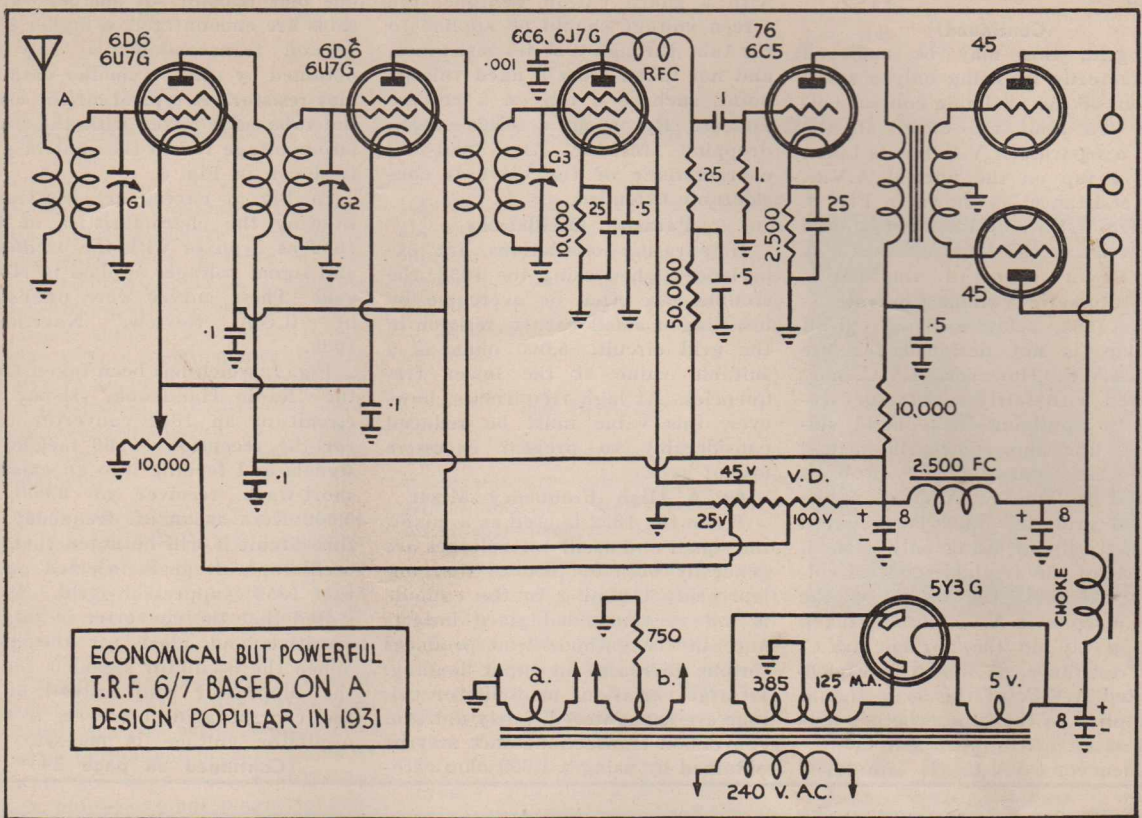 6D6
6U7G
6D6
6U7G
6C6, 6J7G
.001
RFC
76
6C5
45
A
G1
G2
G3
.1
.25
1.
25
.5
10,000
50,000
.5
2.500
25
45
.5
.1
.1
.1
10,000
10,000
45V
V.D.
25V
100V
2.500 FC
+
-
8
+
8
5Y3G
CHOKE
750
a.
b.
385
125 M.A.
5 V.
+
-
8
240 V. A.C.
ECONOMICAL BUT POWERFUL
T.R.F. 6/7 BASED ON A
DESIGN POPULAR IN 1931